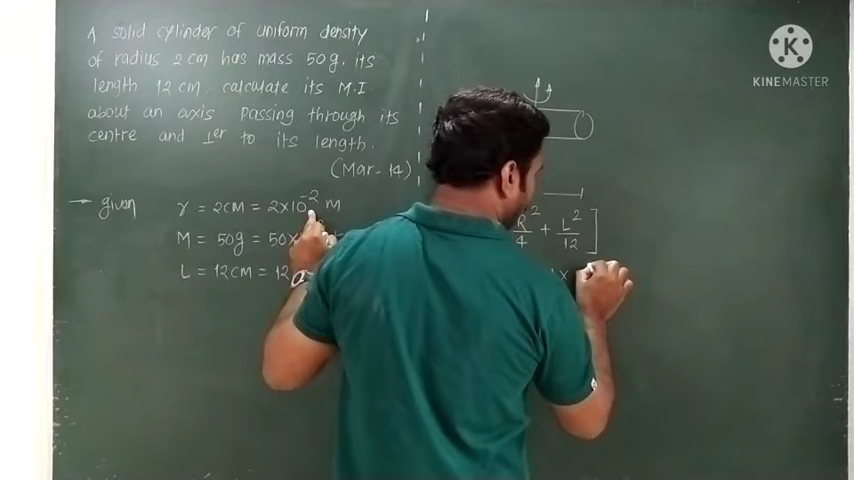 A solid cylinder of uniform density
of radius 2 cm has mass 50g. its
length 12 cm. calculate its M.I.
about an axis passing through its
centre and ⊥er to its length.
(Mar-14)
→ given r = 2CM = 2×10⁻² m
M = 50g = 50×
L = 12CM = 12
R²/4 + L²/12 ]
K
KINEMASTER